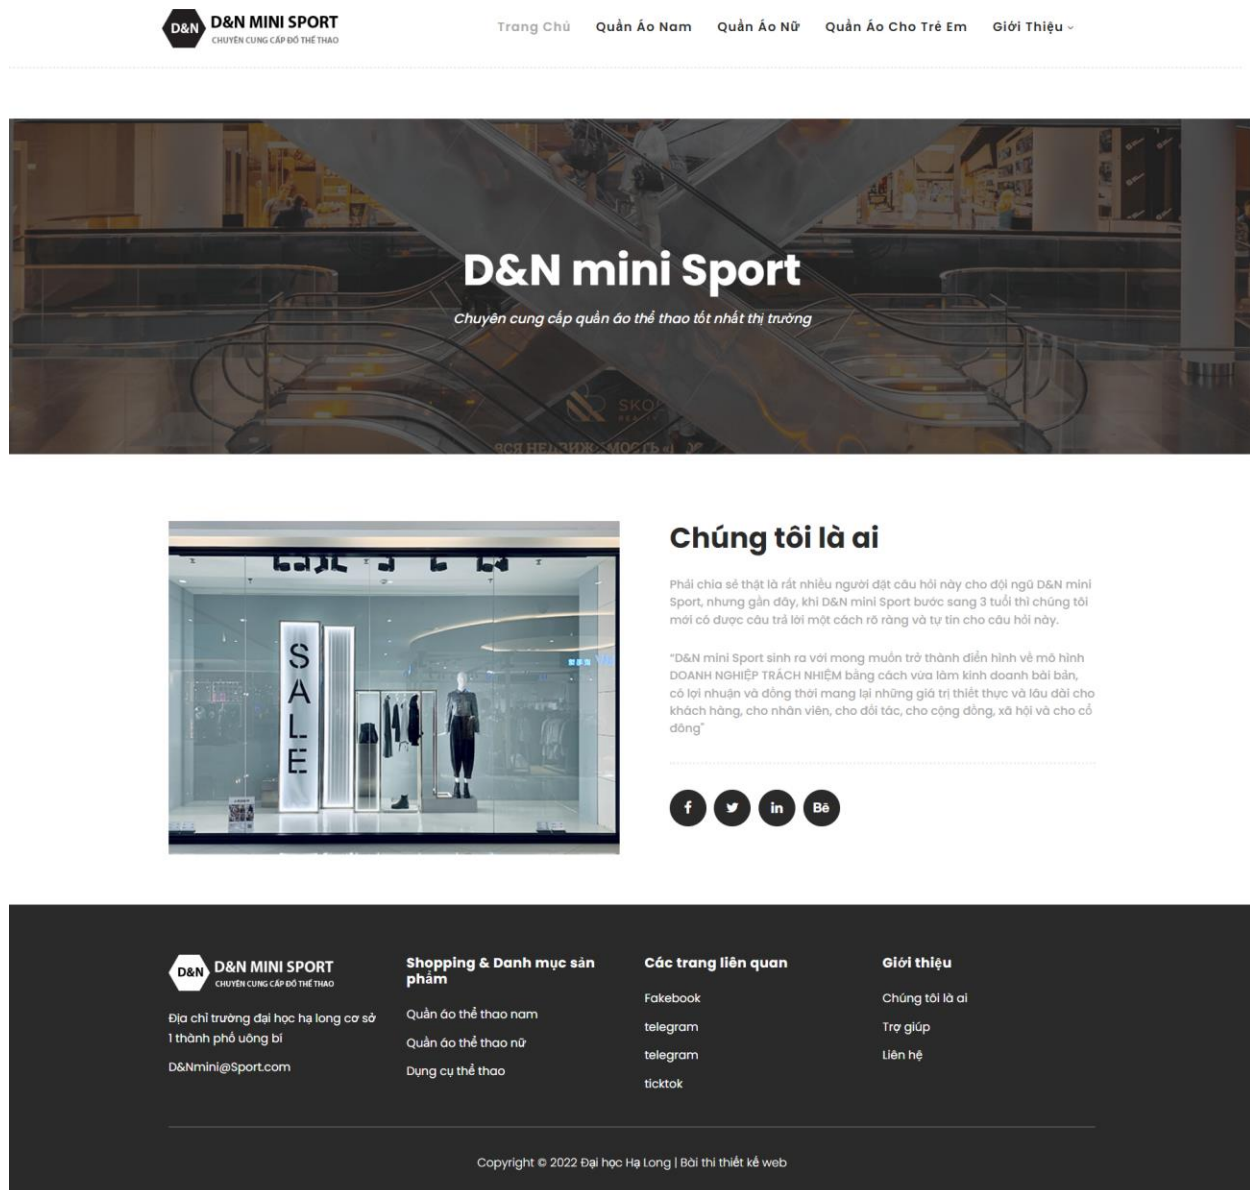 D&N
D&N MINI SPORT
CHUYÊN CUNG CẤP ĐỒ THỂ THAO
Trang Chủ
Quần Áo Nam
Quần Áo Nữ
Quần Áo Cho Trẻ Em
Giới Thiệu
D&N mini Sport
Chuyên cung cấp quần áo thể thao tốt nhất thị trường
SALE
Chúng tôi là ai
Phải chia sẻ thật là rất nhiều người đặt câu hỏi này cho đội ngũ D&N mini
Sport, nhưng gần đây, khi D&N mini Sport bước sang 3 tuổi thì chúng tôi
mới có được câu trả lời một cách rõ ràng và tự tin cho câu hỏi này.
"D&N mini Sport sinh ra với mong muốn trở thành điển hình về mô hình
DOANH NGHIỆP TRÁCH NHIỆM bằng cách vừa làm kinh doanh bài bản,
có lợi nhuận và đồng thời mang lại những giá trị thiết thực và lâu dài cho
khách hàng, cho nhân viên, cho đối tác, cho cộng đồng, xã hội và cho cổ
đông"
f
in
Bē
D&N
D&N MINI SPORT
CHUYÊN CUNG CẤP ĐỒ THỂ THAO
Địa chỉ trường đại học hạ long cơ sở
1 thành phố uông bí
D&Nmini@Sport.com
Shopping & Danh mục sản
phẩm
Quần áo thể thao nam
Quần áo thể thao nữ
Dụng cụ thể thao
Các trang liên quan
Fakebook
telegram
telegram
ticktok
Giới thiệu
Chúng tôi là ai
Trợ giúp
Liên hệ
Copyright © 2022 Đại học Hạ Long | Bài thi thiết kế web